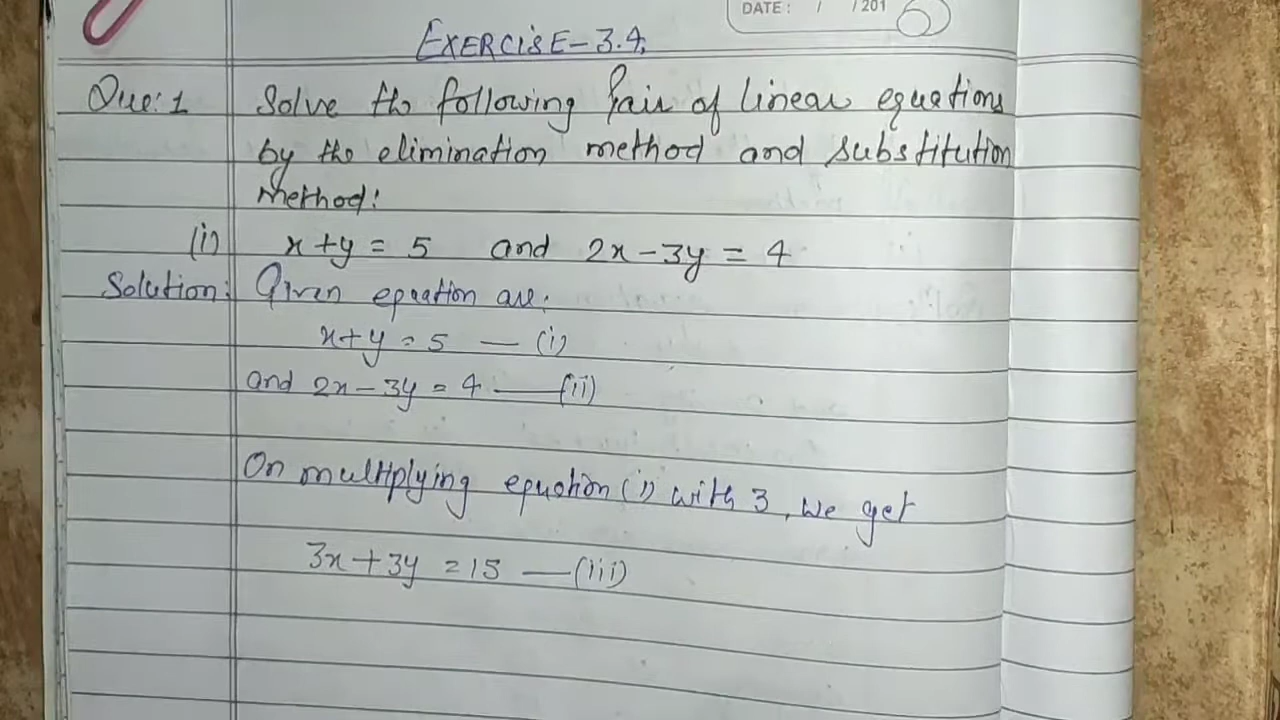 DATE: / /201
EXERCISE-3.4.
Que: 1 Solve the following Pair of linear equations
by the elimination method and substitution
Method:
(i) x+y = 5 and 2x-3y = 4
Solution: Given equation are.
x+y = 5 — (i)
and 2x-3y = 4 — (ii)
On multiplying equation (i) with 3, we get
3x+3y = 15 — (iii)